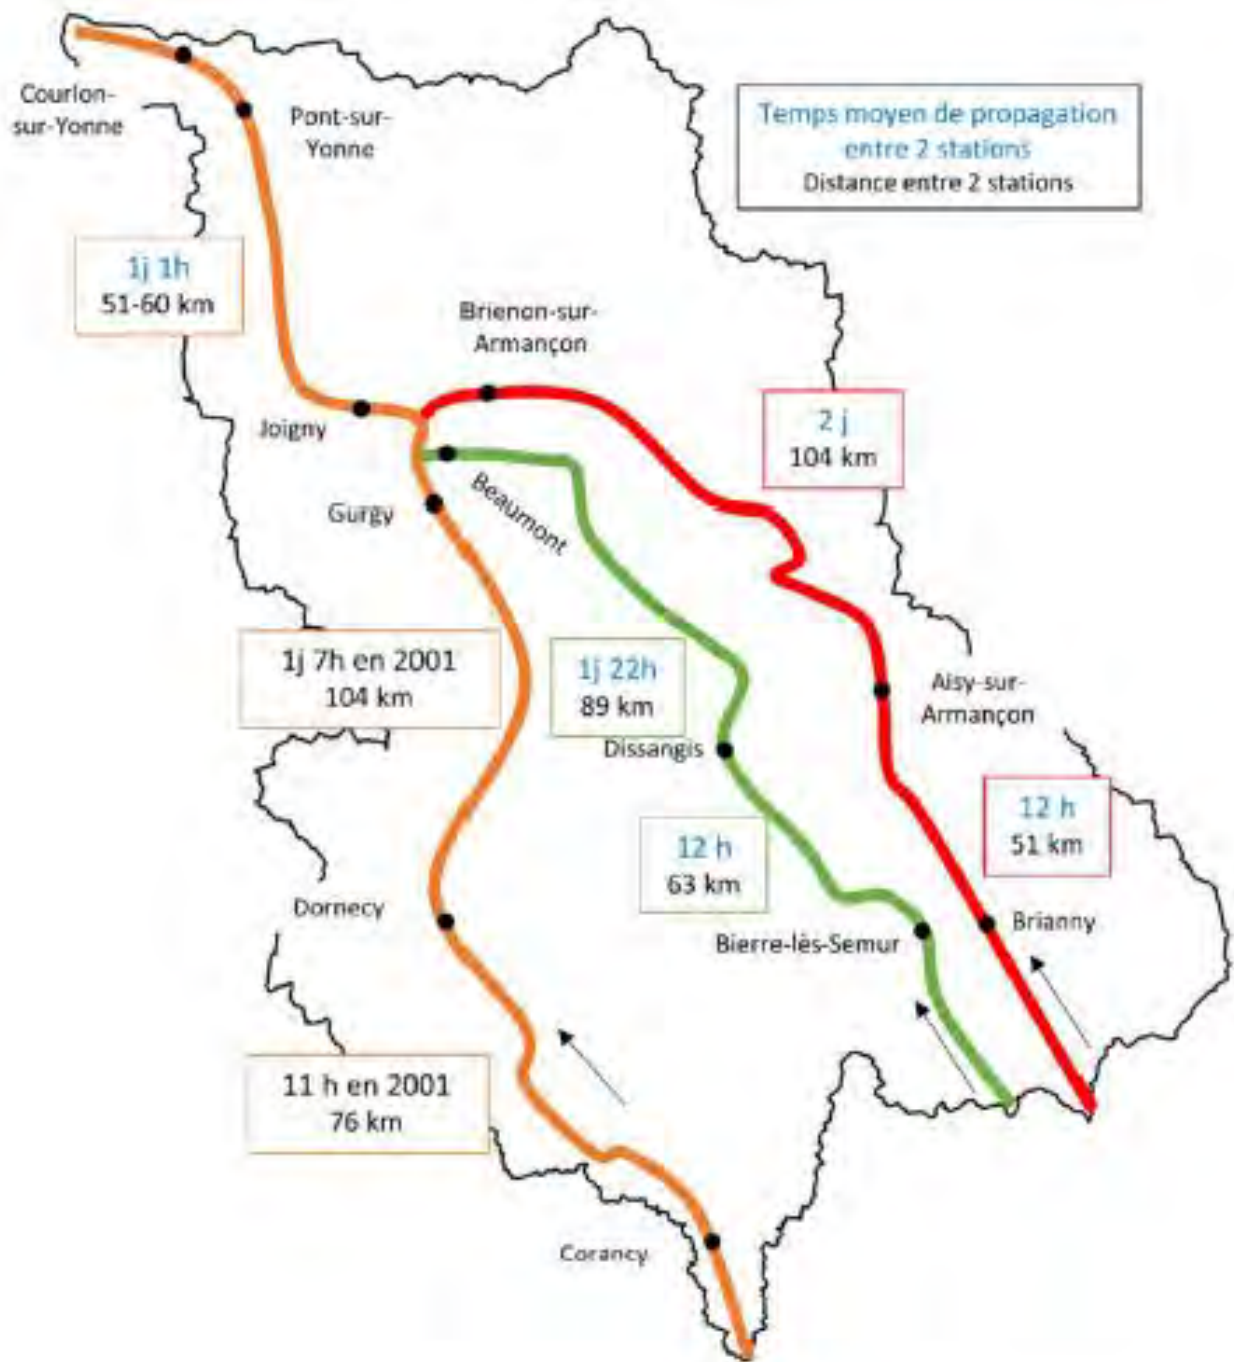 Courlon-
sur-Yonne
Pont-sur-
Yonne
Temps moyen de propagation
entre 2 stations
Distance entre 2 stations
1j 1h
51-60 km
Brienon-sur-
Armançon
2 j
104 km
Joigny
Beaumont
Gurgy
1j 7h en 2001
104 km
1j 22h
89 km
Aisy-sur-
Armançon
Dissangis
12 h
51 km
12 h
63 km
Dornecy
Brianny
Bierre-lès-Semur
11 h en 2001
76 km
Corancy